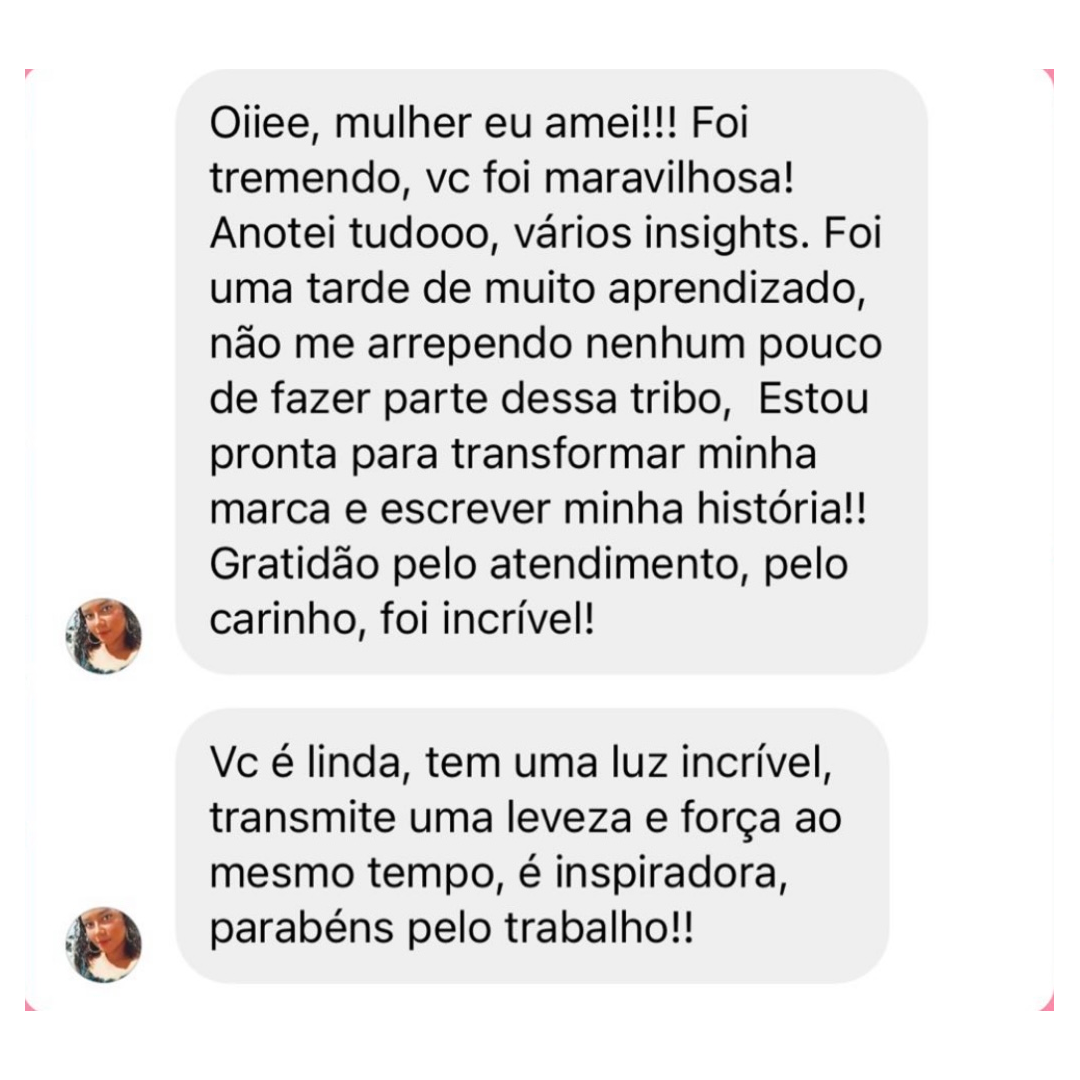 Oiiee, mulher eu amei!!! Foi
tremendo, vc foi maravilhosa!
Anotei tudooo, vários insights. Foi
uma tarde de muito aprendizado,
não me arrependo nenhum pouco
de fazer parte dessa tribo,  Estou
pronta para transformar minha
marca e escrever minha história!!
Gratidão pelo atendimento, pelo
carinho, foi incrível!
Vc é linda, tem uma luz incrível,
transmite uma leveza e força ao
mesmo tempo, é inspiradora,
parabéns pelo trabalho!!